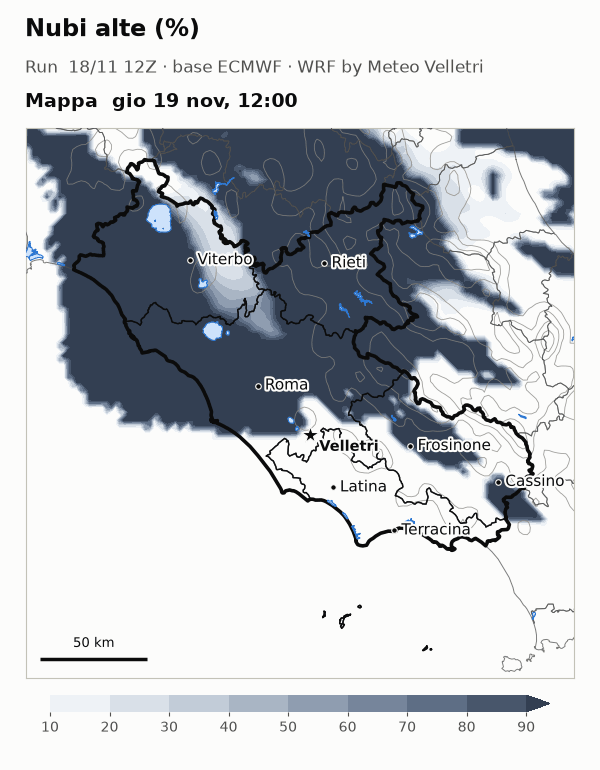 Nubi alte (%)
Run 18/11 12Z · base ECMWF · WRF by Meteo Velletri
Mappa gio 19 nov, 12:00
Viterbo
Rieti
Roma
Velletri
Frosinone
Latina
Cassino
Terracina
50 km
10 20 30 40 50 60 70 80 90